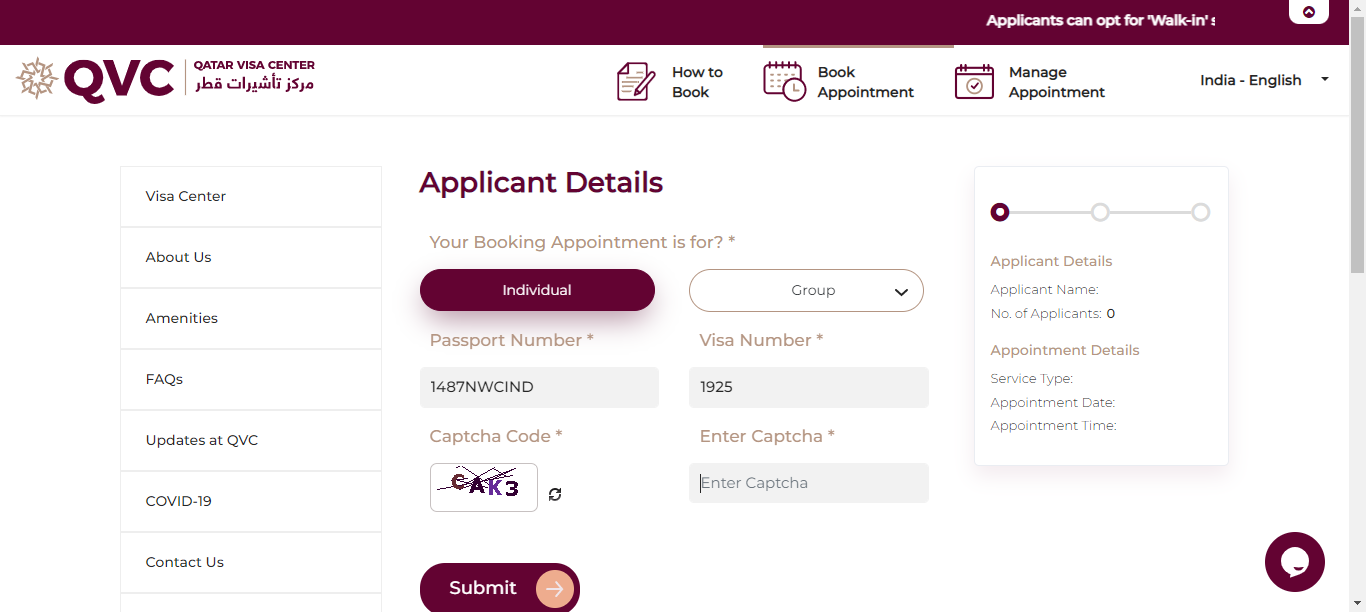 Applicants can opt for 'Walk-in' s
QVC
QATAR VISA CENTER
مركز تأشيرات قطر
How to
Book
Book
Appointment
Manage
Appointment
India - English
Visa Center
About Us
Amenities
FAQs
Updates at QVC
COVID-19
Contact Us
Applicant Details
Your Booking Appointment is for? *
Individual
Group
Passport Number *
Visa Number *
1487NWCIND
1925
Captcha Code *
Enter Captcha *
CAK3
Enter Captcha
Submit
Applicant Details
Applicant Name:
No. of Applicants: 0
Appointment Details
Service Type:
Appointment Date:
Appointment Time: